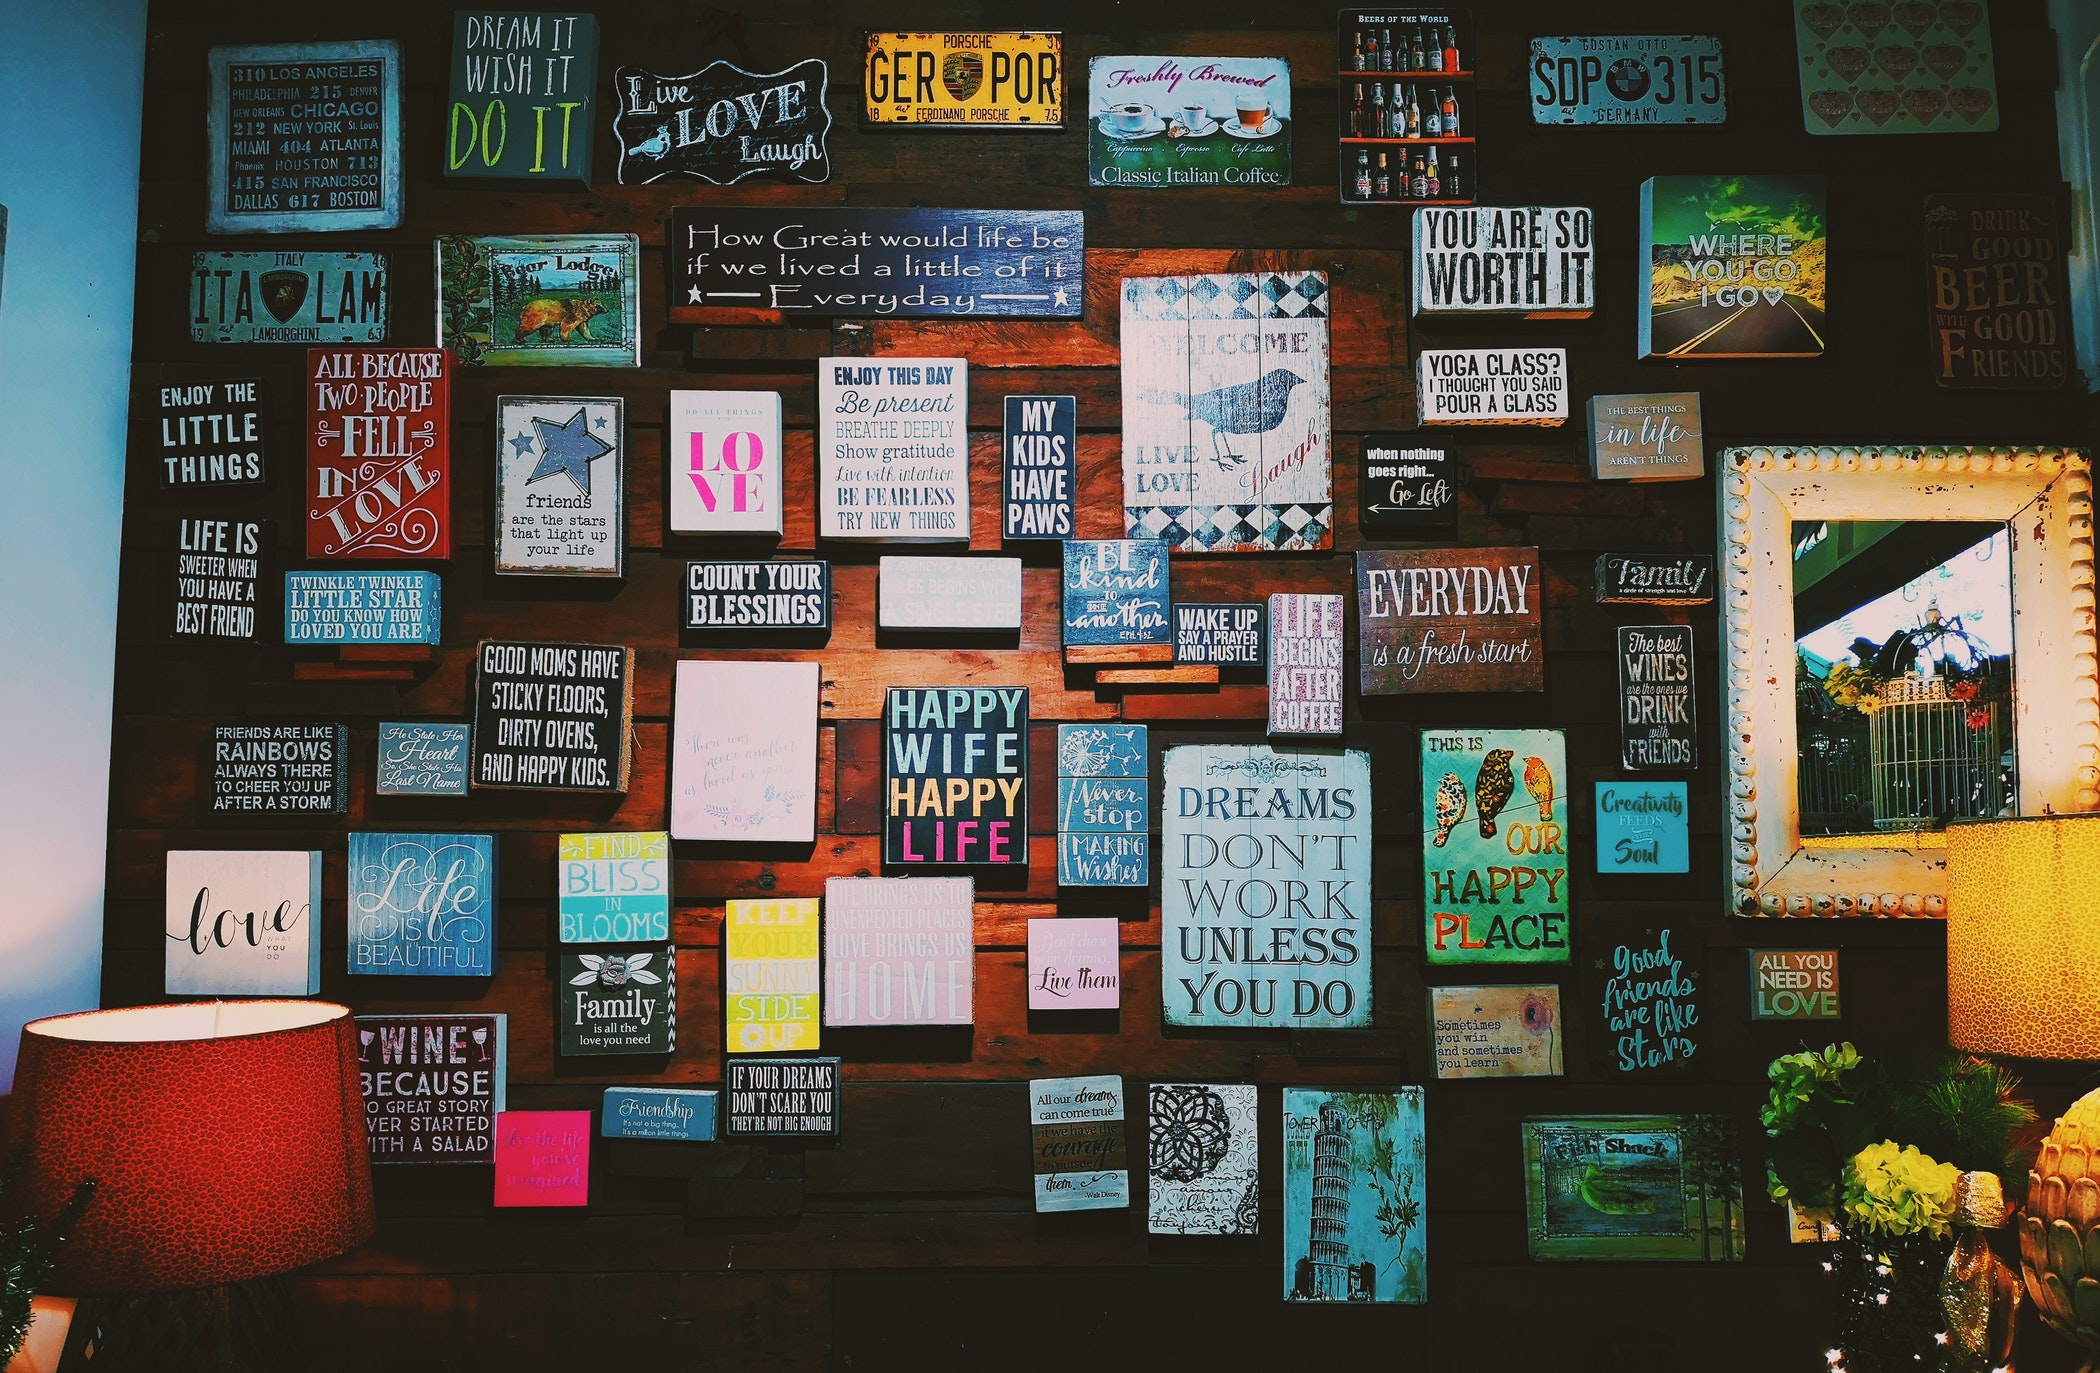 310 LOS ANGELES
PHILADELPHIA 215 DENVER
NEW ORLEANS CHICAGO
212 NEW YORK St. Louis
MIAMI 404 ATLANTA
Phoenix HOUSTON 713
415 SAN FRANCISCO
DALLAS 617 BOSTON
DREAM IT
WISH IT
DO IT
Live
LOVE
Laugh
19 PORSCHE 31
GER POR
18 FERDINAND PORSCHE 75
Freshly Brewed
Cappuccino Espresso Cafe Latte
Classic Italian Coffee
BEERS OF THE WORLD
GUSTAN OTTO 16
SDP BMW 315
GERMANY
ITALY
ITA LAM
19 LAMBORGHINI 63
Bear Lodge
How Great would life be
if we lived a little of it
Everyday
WELCOME
LIVE
LOVE
Laugh
YOU ARE SO
WORTH IT
WHERE
YOU GO
I GO
DRINK
GOOD
BEER
WITH GOOD
FRIENDS
ENJOY THE
LITTLE
THINGS
ALL BECAUSE
TWO PEOPLE
FELL
IN
LOVE
friends
are the stars
that light up
your life
DO ALL THINGS
LO
VE
ENJOY THIS DAY
Be present
BREATHE DEEPLY
Show gratitude
Live with intention
BE FEARLESS
TRY NEW THINGS
MY
KIDS
HAVE
PAWS
YOGA CLASS?
I THOUGHT YOU SAID
POUR A GLASS
THE BEST THINGS
in life
AREN'T THINGS
when nothing
goes right...
Go Left
LIFE IS
SWEETER WHEN
YOU HAVE A
BEST FRIEND
TWINKLE TWINKLE
LITTLE STAR
DO YOU KNOW HOW
LOVED YOU ARE
COUNT YOUR
BLESSINGS
BE
kind
TO
ONE
another
EPH. 4:32
WAKE UP
SAY A PRAYER
AND HUSTLE
LIFE
BEGINS
AFTER
COFFEE
EVERYDAY
is a fresh start
Family
a circle of strength and love
The best
WINES
are the ones we
DRINK
with
FRIENDS
GOOD MOMS HAVE
STICKY FLOORS,
DIRTY OVENS,
AND HAPPY KIDS.
FRIENDS ARE LIKE
RAINBOWS
ALWAYS THERE
TO CHEER YOU UP
AFTER A STORM
He Stole Her
Heart
So, She Stole His
Last Name
There was
never another
as loved as you
HAPPY
WIFE
HAPPY
LIFE
Never
stop
MAKING
Wishes
DREAMS
DON'T
WORK
UNLESS
YOU DO
THIS IS
OUR
HAPPY
PLACE
Creativity
FEEDS
THE
Soul
love
WHAT
YOU
DO
Life
IS
BEAUTIFUL
FIND
BLISS
IN
BLOOMS
Family
is all the
love you need
KEEP
YOUR
SUNNY
SIDE
UP
LIFE BRINGS US TO
UNEXPECTED PLACES
LOVE BRINGS US
HOME
Don't chase
your dreams,
Live them
Sometimes
you win
and sometimes
you learn
good
friends
are like
stars
ALL YOU
NEED IS
LOVE
WINE
BECAUSE
NO GREAT STORY
EVER STARTED
WITH A SALAD
Live the life
you've
imagined
Friendship
It's not a big thing...
It's a million little things
IF YOUR DREAMS
DON'T SCARE YOU
THEY'RE NOT BIG ENOUGH
All our dreams
can come true
if we have the
courage
to pursue
them.
-Walt Disney
TOWER OF PISA
Fish Shack